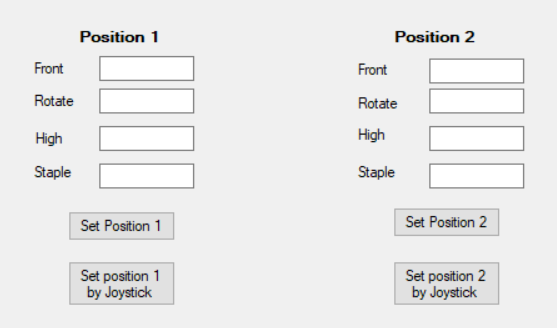 Position 1
Front
Rotate
High
Staple
Set Position 1
Set position 1
by Joystick
Position 2
Front
Rotate
High
Staple
Set Position 2
Set position 2
by Joystick